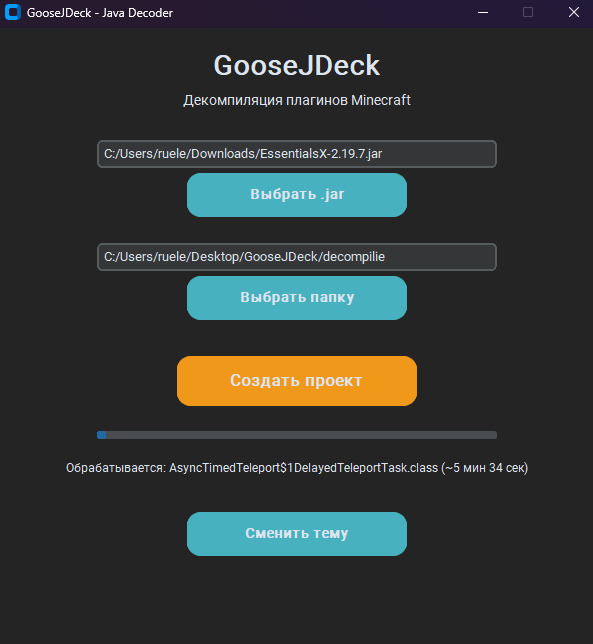 GooseJDeck - Java Decoder
GooseJDeck
Декомпиляция плагинов Minecraft
C:/Users/ruele/Downloads/EssentialsX-2.19.7.jar
Выбрать .jar
C:/Users/ruele/Desktop/GooseJDeck/decompilie
Выбрать папку
Создать проект
Обрабатывается: AsyncTimedTeleport$1DelayedTeleportTask.class (~5 мин 34 сек)
Сменить тему